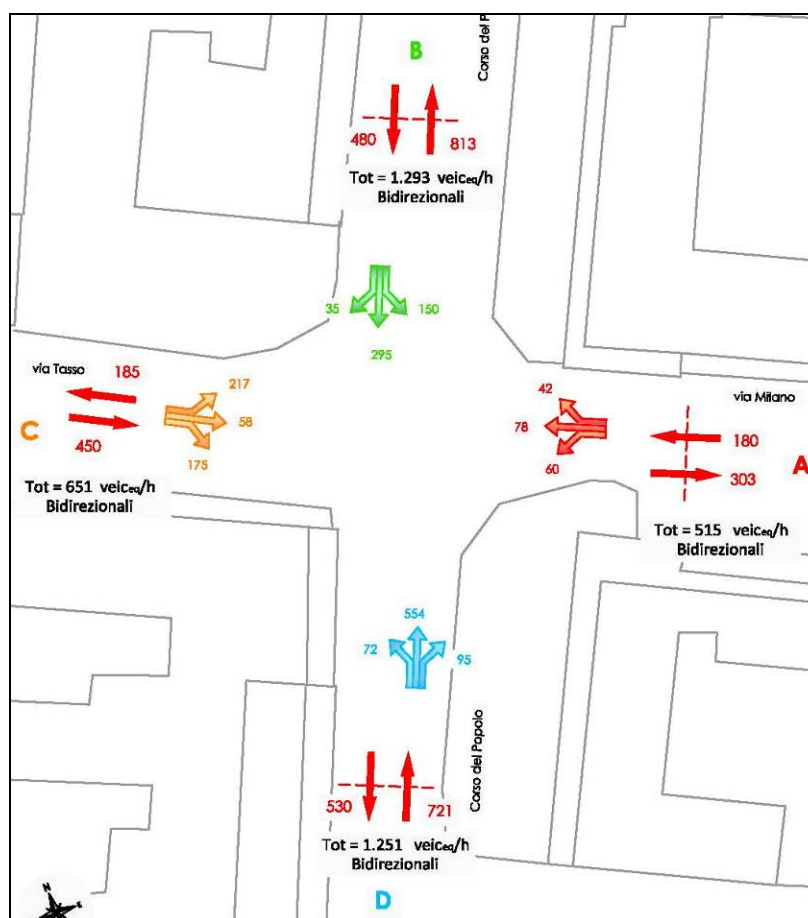 B
Corso del P
480
813
Tot = 1.293 veiceq/h
Bidirezionali
35
150
295
via Tasso
185
217
58
C
450
175
Tot = 651 veiceq/h
Bidirezionali
42
via Milano
78
180
A
60
303
Tot = 515 veiceq/h
Bidirezionali
554
72
95
Corso del Popolo
530
721
Tot = 1.251 veiceq/h
Bidirezionali
D
N
E